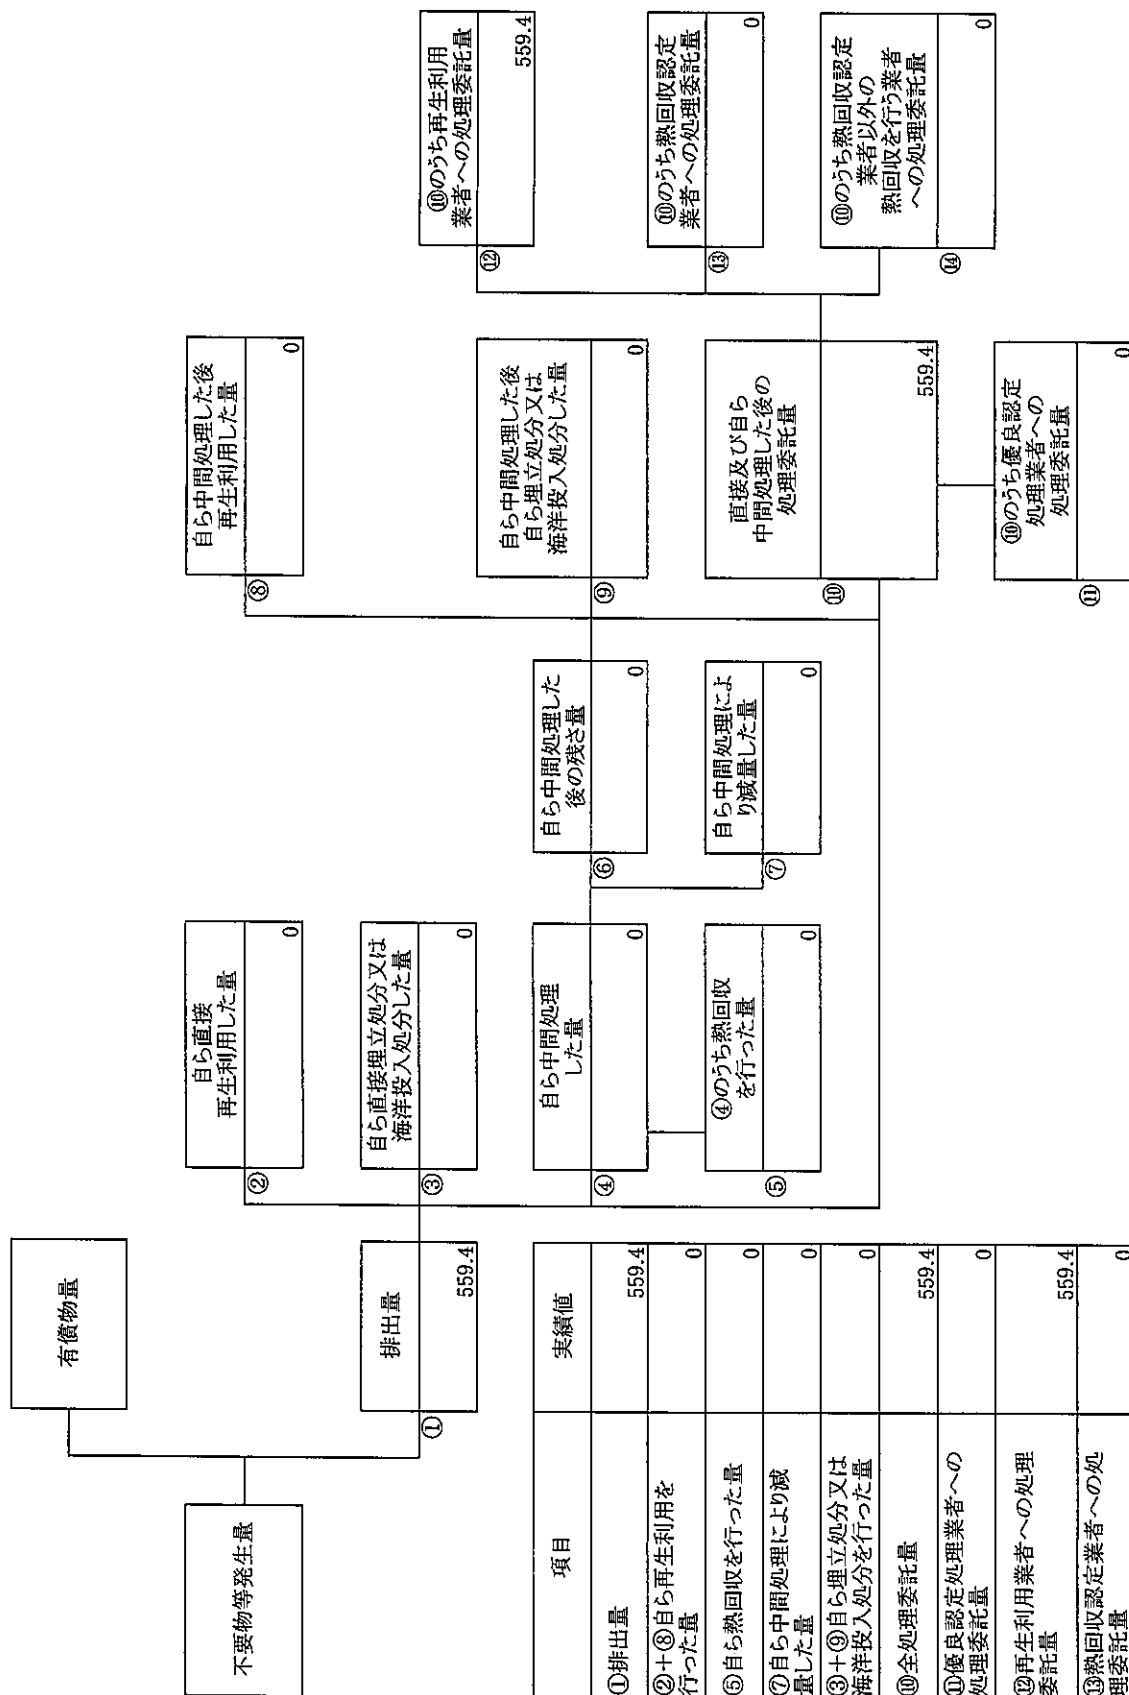 有償物量
不要物等発生量
排出量
①
559.4
自ら直接
再生利用した量
②
0
自ら直接埋立処分又は
海洋投入処分した量
③
0
自ら中間処理
した量
④
0
④のうち熱回収
を行った量
⑤
0
自ら中間処理した
後の残さ量
⑥
0
自ら中間処理によ
り減量した量
⑦
0
自ら中間処理した後
再生利用した量
⑧
0
自ら中間処理した後
自ら埋立処分又は
海洋投入処分した量
⑨
0
直接及び自ら
中間処理した後の
処理委託量
⑩
559.4
⑩のうち優良認定
処理業者への
処理委託量
⑪
0
⑩のうち再生利用
業者への処理委託量
⑫
559.4
⑩のうち熱回収認定
業者への処理委託量
⑬
0
⑩のうち熱回収認定
業者以外の
熱回収を行う業者
への処理委託量
⑭
0
項目 実績値
①排出量 559.4
②+⑧自ら再生利用を
行った量 0
⑤自ら熱回収を行った量 0
⑦自ら中間処理により減
量した量 0
③+⑨自ら埋立処分又は
海洋投入処分を行った量 0
⑩全処理委託量 559.4
⑪優良認定処理業者への
処理委託量 0
⑫再生利用業者への処理
委託量 559.4
⑬熱回収認定業者への処
理委託量 0